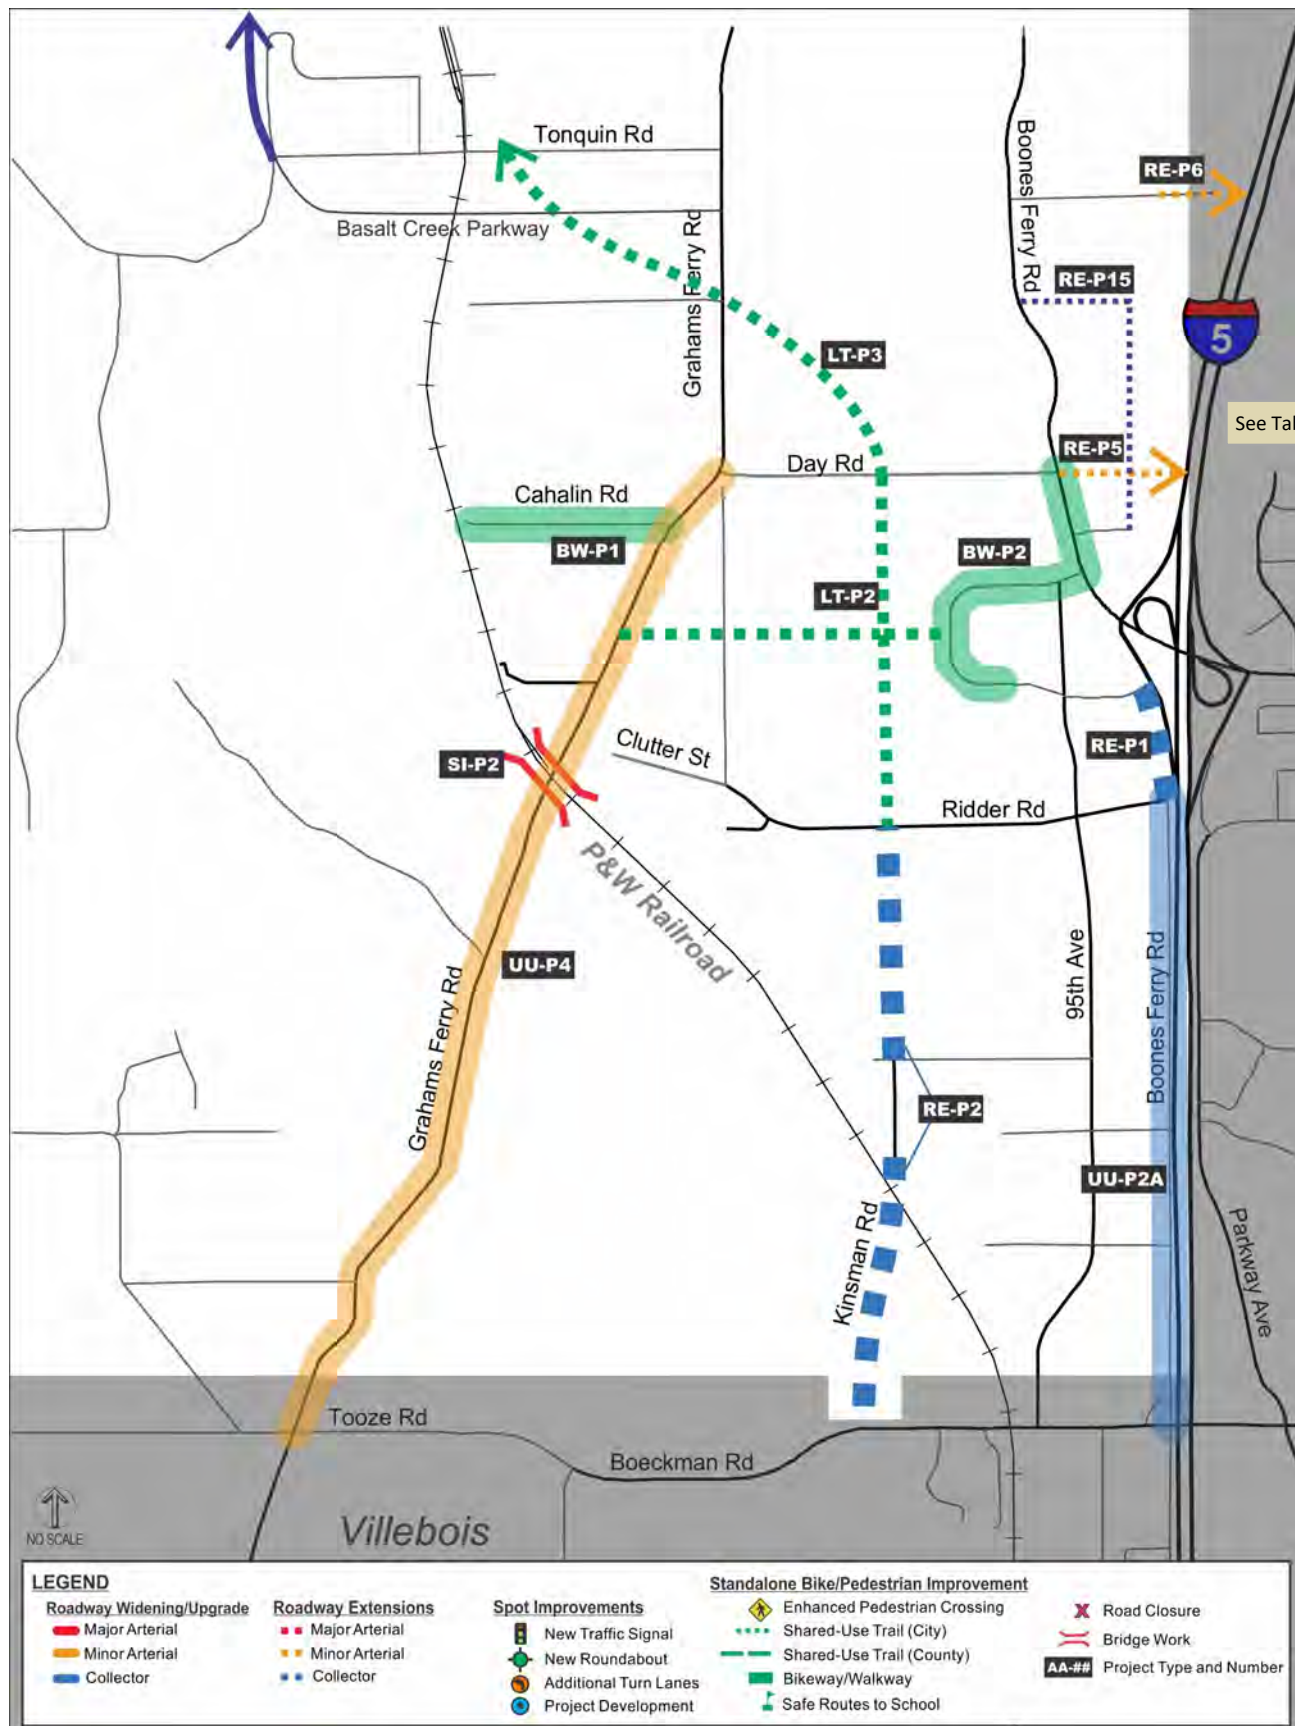 Tonquin Rd
Boones Ferry Rd
RE-P6
Basalt Creek Parkway
Grahams Ferry Rd
RE-P15
5
LT-P3
See Tal
RE-P5
Day Rd
Cahalin Rd
BW-P1
BW-P2
LT-P2
Clutter St
SI-P2
RE-P1
Ridder Rd
P&W Railroad
UU-P4
95th Ave
Boones Ferry Rd
Grahams Ferry Rd
RE-P2
UU-P2A
Kinsman Rd
Parkway Ave
Tooze Rd
Boeckman Rd
Villebois
NO SCALE
LEGEND
Roadway Widening/Upgrade
Major Arterial
Minor Arterial
Collector
Roadway Extensions
Major Arterial
Minor Arterial
Collector
Spot Improvements
New Traffic Signal
New Roundabout
Additional Turn Lanes
Project Development
Standalone Bike/Pedestrian Improvement
Enhanced Pedestrian Crossing
Shared-Use Trail (City)
Shared-Use Trail (County)
Bikeway/Walkway
Safe Routes to School
X Road Closure
Bridge Work
AA-## Project Type and Number